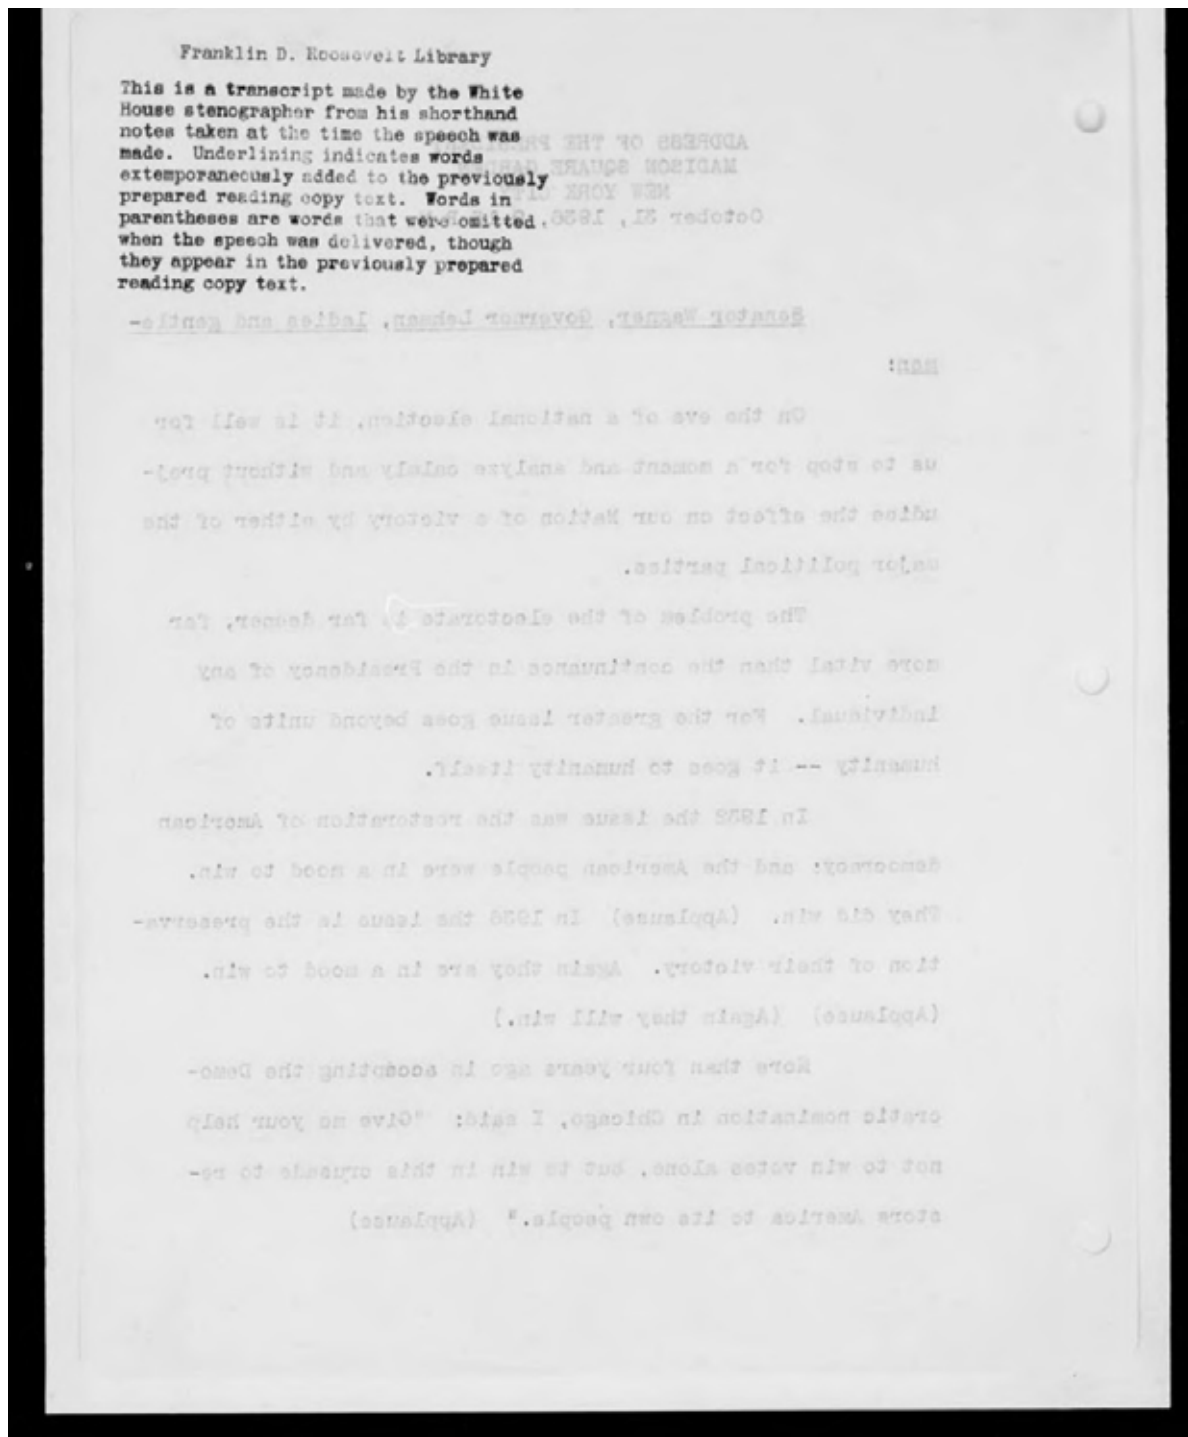 Franklin D. Roosevelt Library
This is a transcript made by the White
House stenographer from his shorthand
notes taken at the time the speech was
made. Underlining indicates words
extemporaneously added to the previously
prepared reading copy text. Words in
parentheses are words that were omitted
when the speech was delivered, though
they appear in the previously prepared
reading copy text.
ADDRESS OF THE PRESIDENT
MADISON SQUARE GARDEN
NEW YORK CITY
October 31, 1936
Senator Wagner, Governor Lehman, ladies and gentle-
men:
On the eve of a national election, it is well for
us to stop for a moment and analyze calmly and without prej-
udice the effect on our Nation of a victory by either of the
major political parties.
The problem of the electorate is far deeper, far
more vital than the continuance in the Presidency of any
individual. For the greater issue goes beyond units of
humanity -- it goes to humanity itself.
In 1932 the issue was the restoration of American
democracy; and the American people were in a mood to win.
They did win. (Applause) In 1936 the issue is the preserva-
tion of their victory. Again they are in a mood to win.
(Applause) (Again they will win.)
More than four years ago in accepting the Demo-
cratic nomination in Chicago, I said: "Give me your help
not to win votes alone, but to win in this crusade to re-
store America to its own people." (Applause)